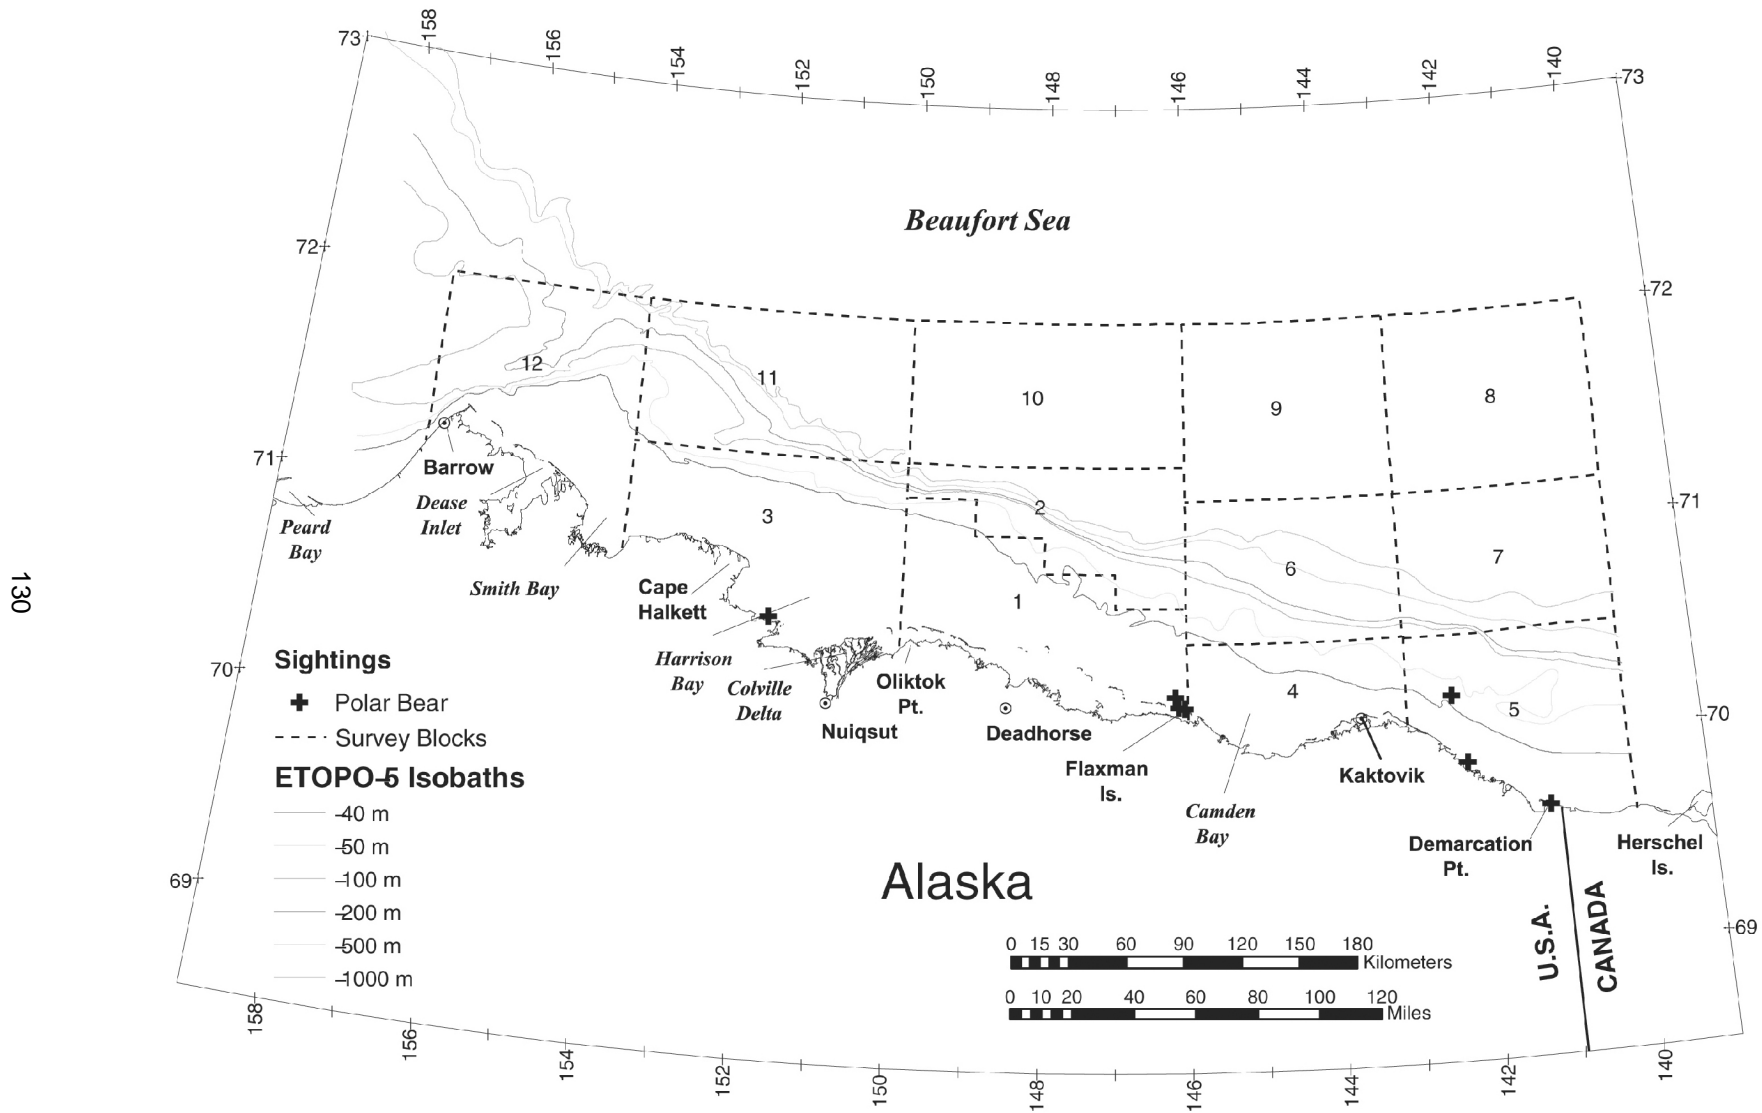 158
156
154
152
150
148
146
144
142
140
73
73
Beaufort Sea
72
72
12
11
10
9
8
71
71
Barrow
Dease
Inlet
Peard
Bay
3
2
6
7
Smith Bay
Cape
Halkett
1
130
Sightings
Polar Bear
Survey Blocks
ETOPO-5 Isobaths
-40 m
-50 m
-100 m
-200 m
-500 m
-1000 m
70
70
Harrison
Bay
Colville
Delta
Oliktok
Pt.
4
5
Nuiqsut
Deadhorse
Flaxman
Is.
Kaktovik
Camden
Bay
Demarcation
Pt.
Herschel
Is.
Alaska
69
69
U.S.A.
CANADA
0 15 30 60 90 120 150 180
Kilometers
0 10 20 40 60 80 100 120
Miles
158
156
154
152
150
148
146
144
142
140